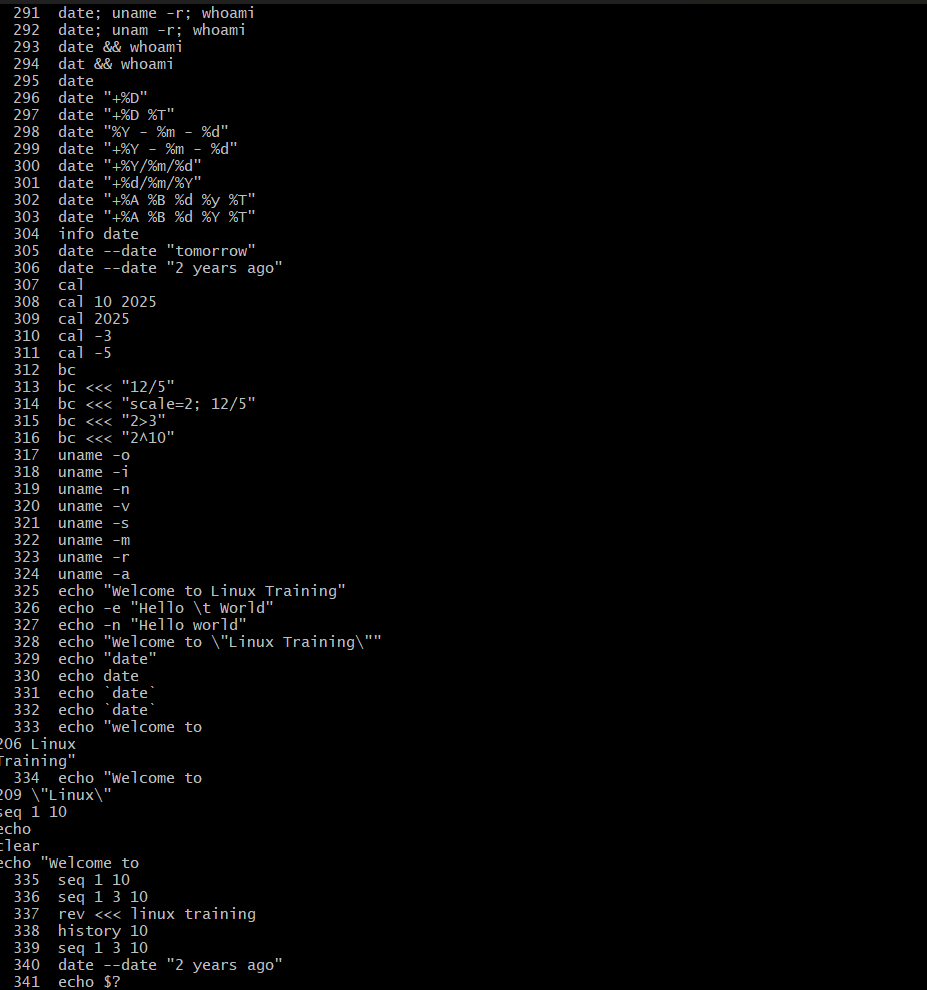 291 date; uname -r; whoami
292 date; unam -r; whoami
293 date && whoami
294 dat && whoami
295 date
296 date "+%D"
297 date "+%D %T"
298 date "%Y - %m - %d"
299 date "+%Y - %m - %d"
300 date "+%Y/%m/%d"
301 date "+%d/%m/%Y"
302 date "+%A %B %d %y %T"
303 date "+%A %B %d %Y %T"
304 info date
305 date --date "tomorrow"
306 date --date "2 years ago"
307 cal
308 cal 10 2025
309 cal 2025
310 cal -3
311 cal -5
312 bc
313 bc <<< "12/5"
314 bc <<< "scale=2; 12/5"
315 bc <<< "2>3"
316 bc <<< "2^10"
317 uname -o
318 uname -i
319 uname -n
320 uname -v
321 uname -s
322 uname -m
323 uname -r
324 uname -a
325 echo "Welcome to Linux Training"
326 echo -e "Hello \t World"
327 echo -n "Hello world"
328 echo "Welcome to \"Linux Training\""
329 echo "date"
330 echo date
331 echo `date`
332 echo `date`
333 echo "welcome to
206 Linux
Training"
334 echo "Welcome to
209 \"Linux\"
seq 1 10
echo
clear
echo "Welcome to
335 seq 1 10
336 seq 1 3 10
337 rev <<< linux training
338 history 10
339 seq 1 3 10
340 date --date "2 years ago"
341 echo $?